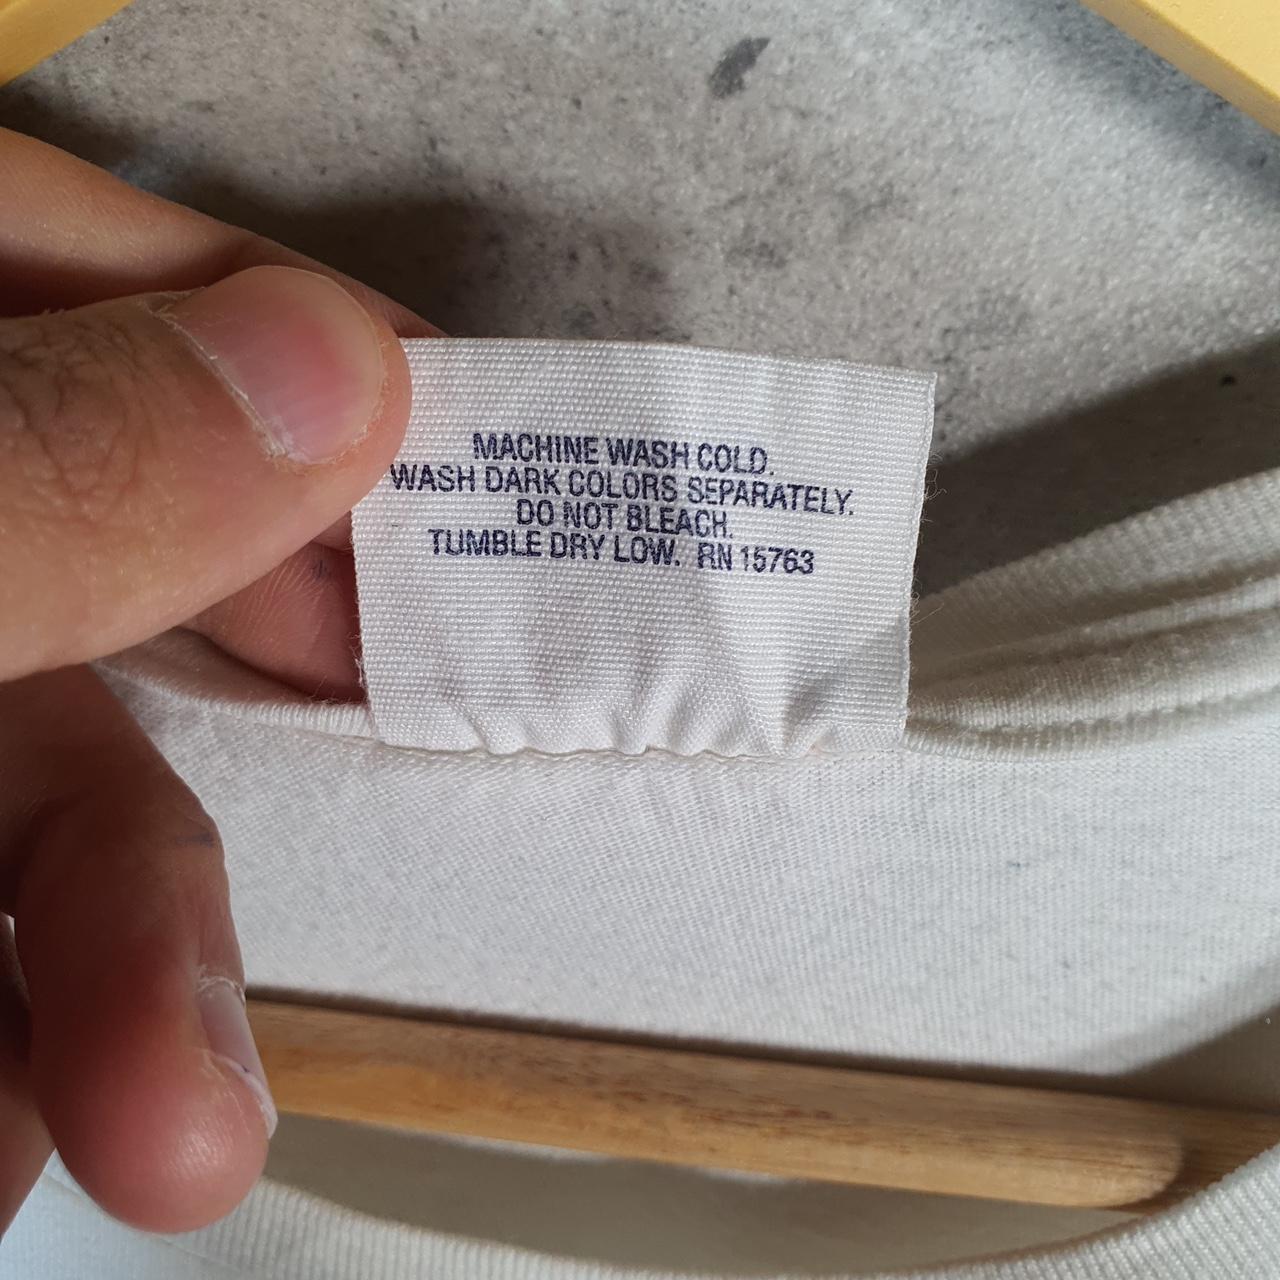 MACHINE WASH COLD.
WASH DARK COLORS SEPARATELY.
DO NOT BLEACH.
TUMBLE DRY LOW. RN 15763